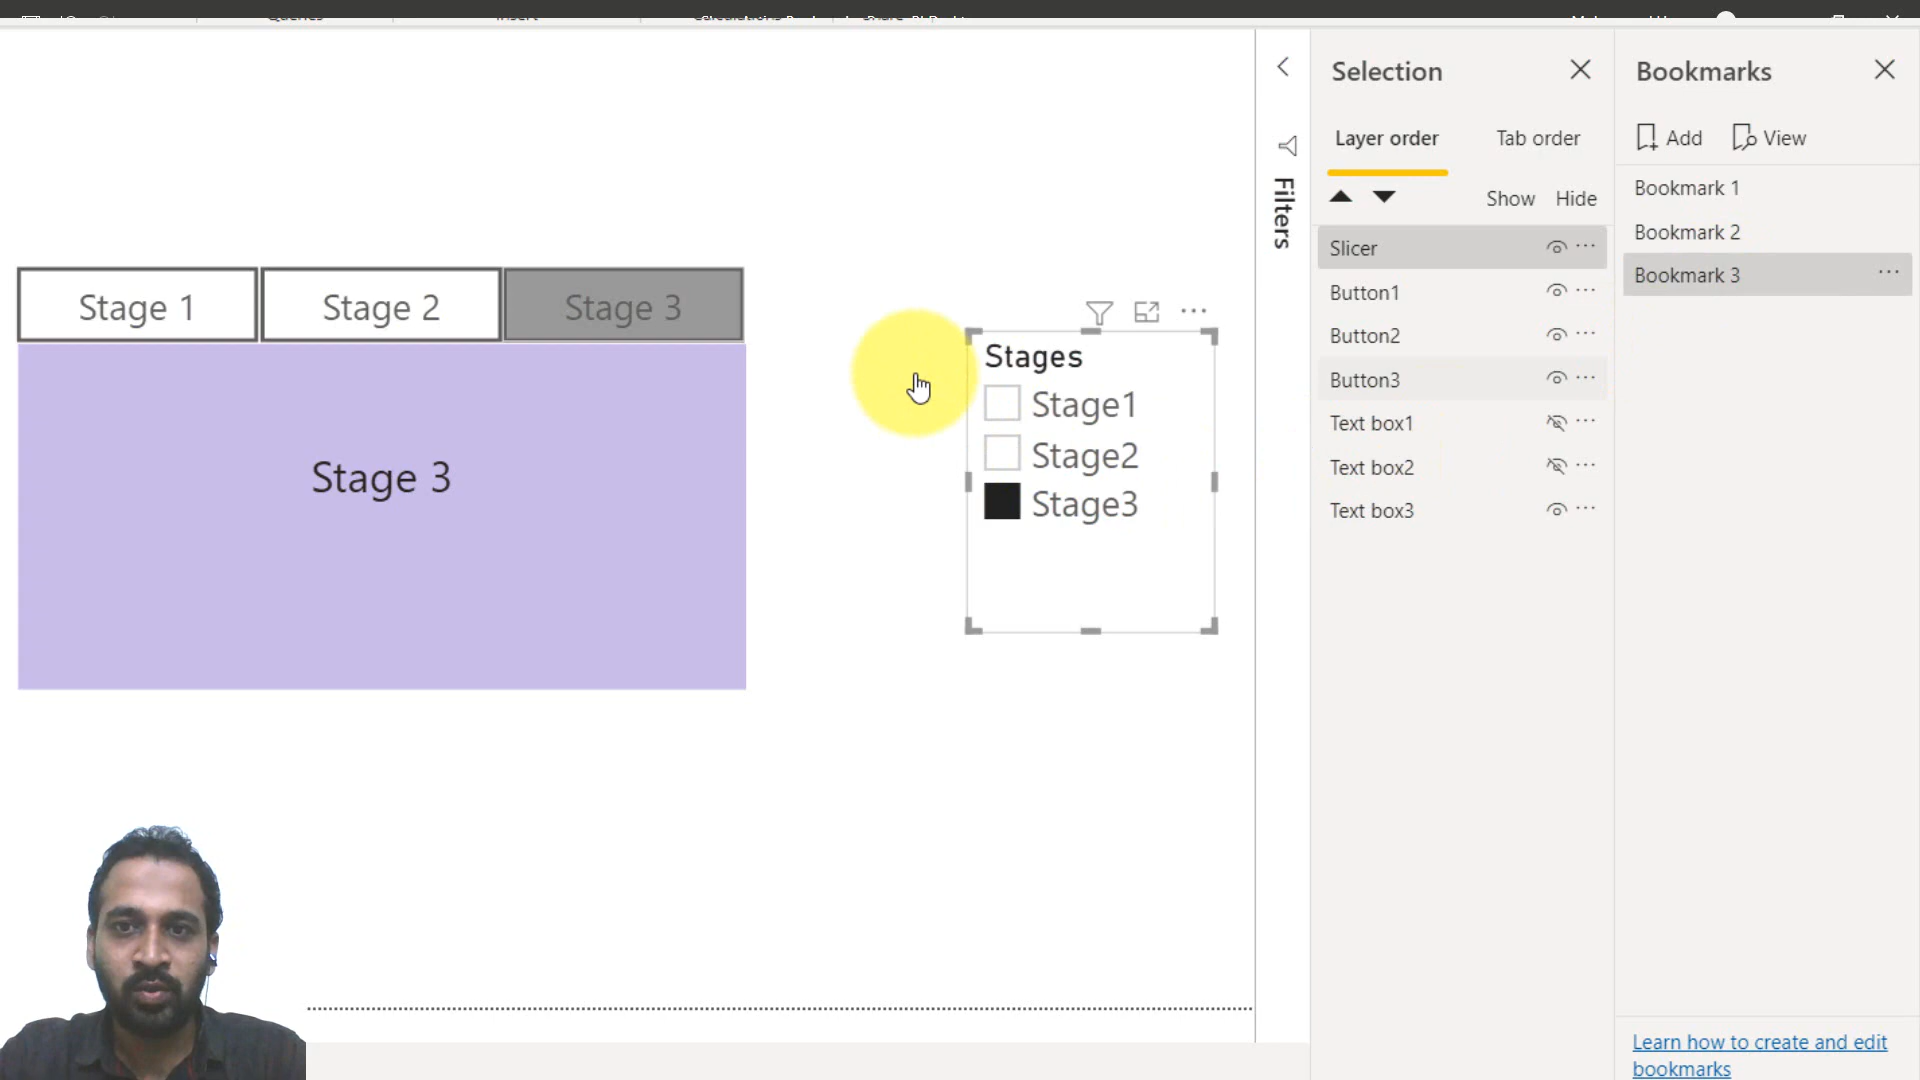 Selection
Bookmarks
Layer order
Tab order
Add
View
Show
Hide
Bookmark 1
Bookmark 2
Bookmark 3
Slicer
Button1
Button2
Button3
Text box1
Text box2
Text box3
Filters
Stage 1
Stage 2
Stage 3
Stage 3
Stages
Stage1
Stage2
Stage3
Learn how to create and edit
bookmarks